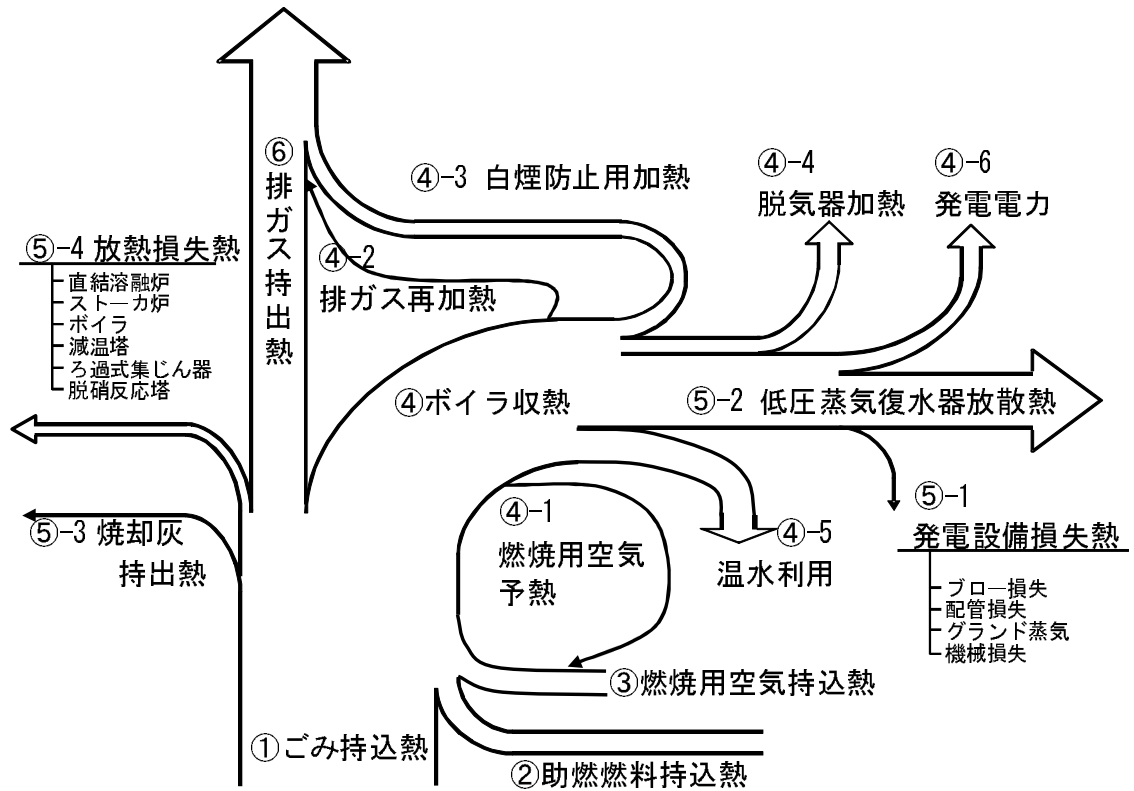 ⑥排ガス持出熱
④-3 白煙防止用加熱
④-4
脱気器加熱
④-6
発電電力
⑤-4 放熱損失熱
直結溶融炉
ストーカ炉
ボイラ
減温塔
ろ過式集じん器
脱硝反応塔
④-2
排ガス再加熱
④ボイラ収熱
⑤-2 低圧蒸気復水器放散熱
⑤-3 焼却灰
持出熱
④-1
燃焼用空気
予熱
④-5
温水利用
⑤-1
発電設備損失熱
ブロー損失
配管損失
グランド蒸気
機械損失
③燃焼用空気持込熱
①ごみ持込熱
②助燃燃料持込熱